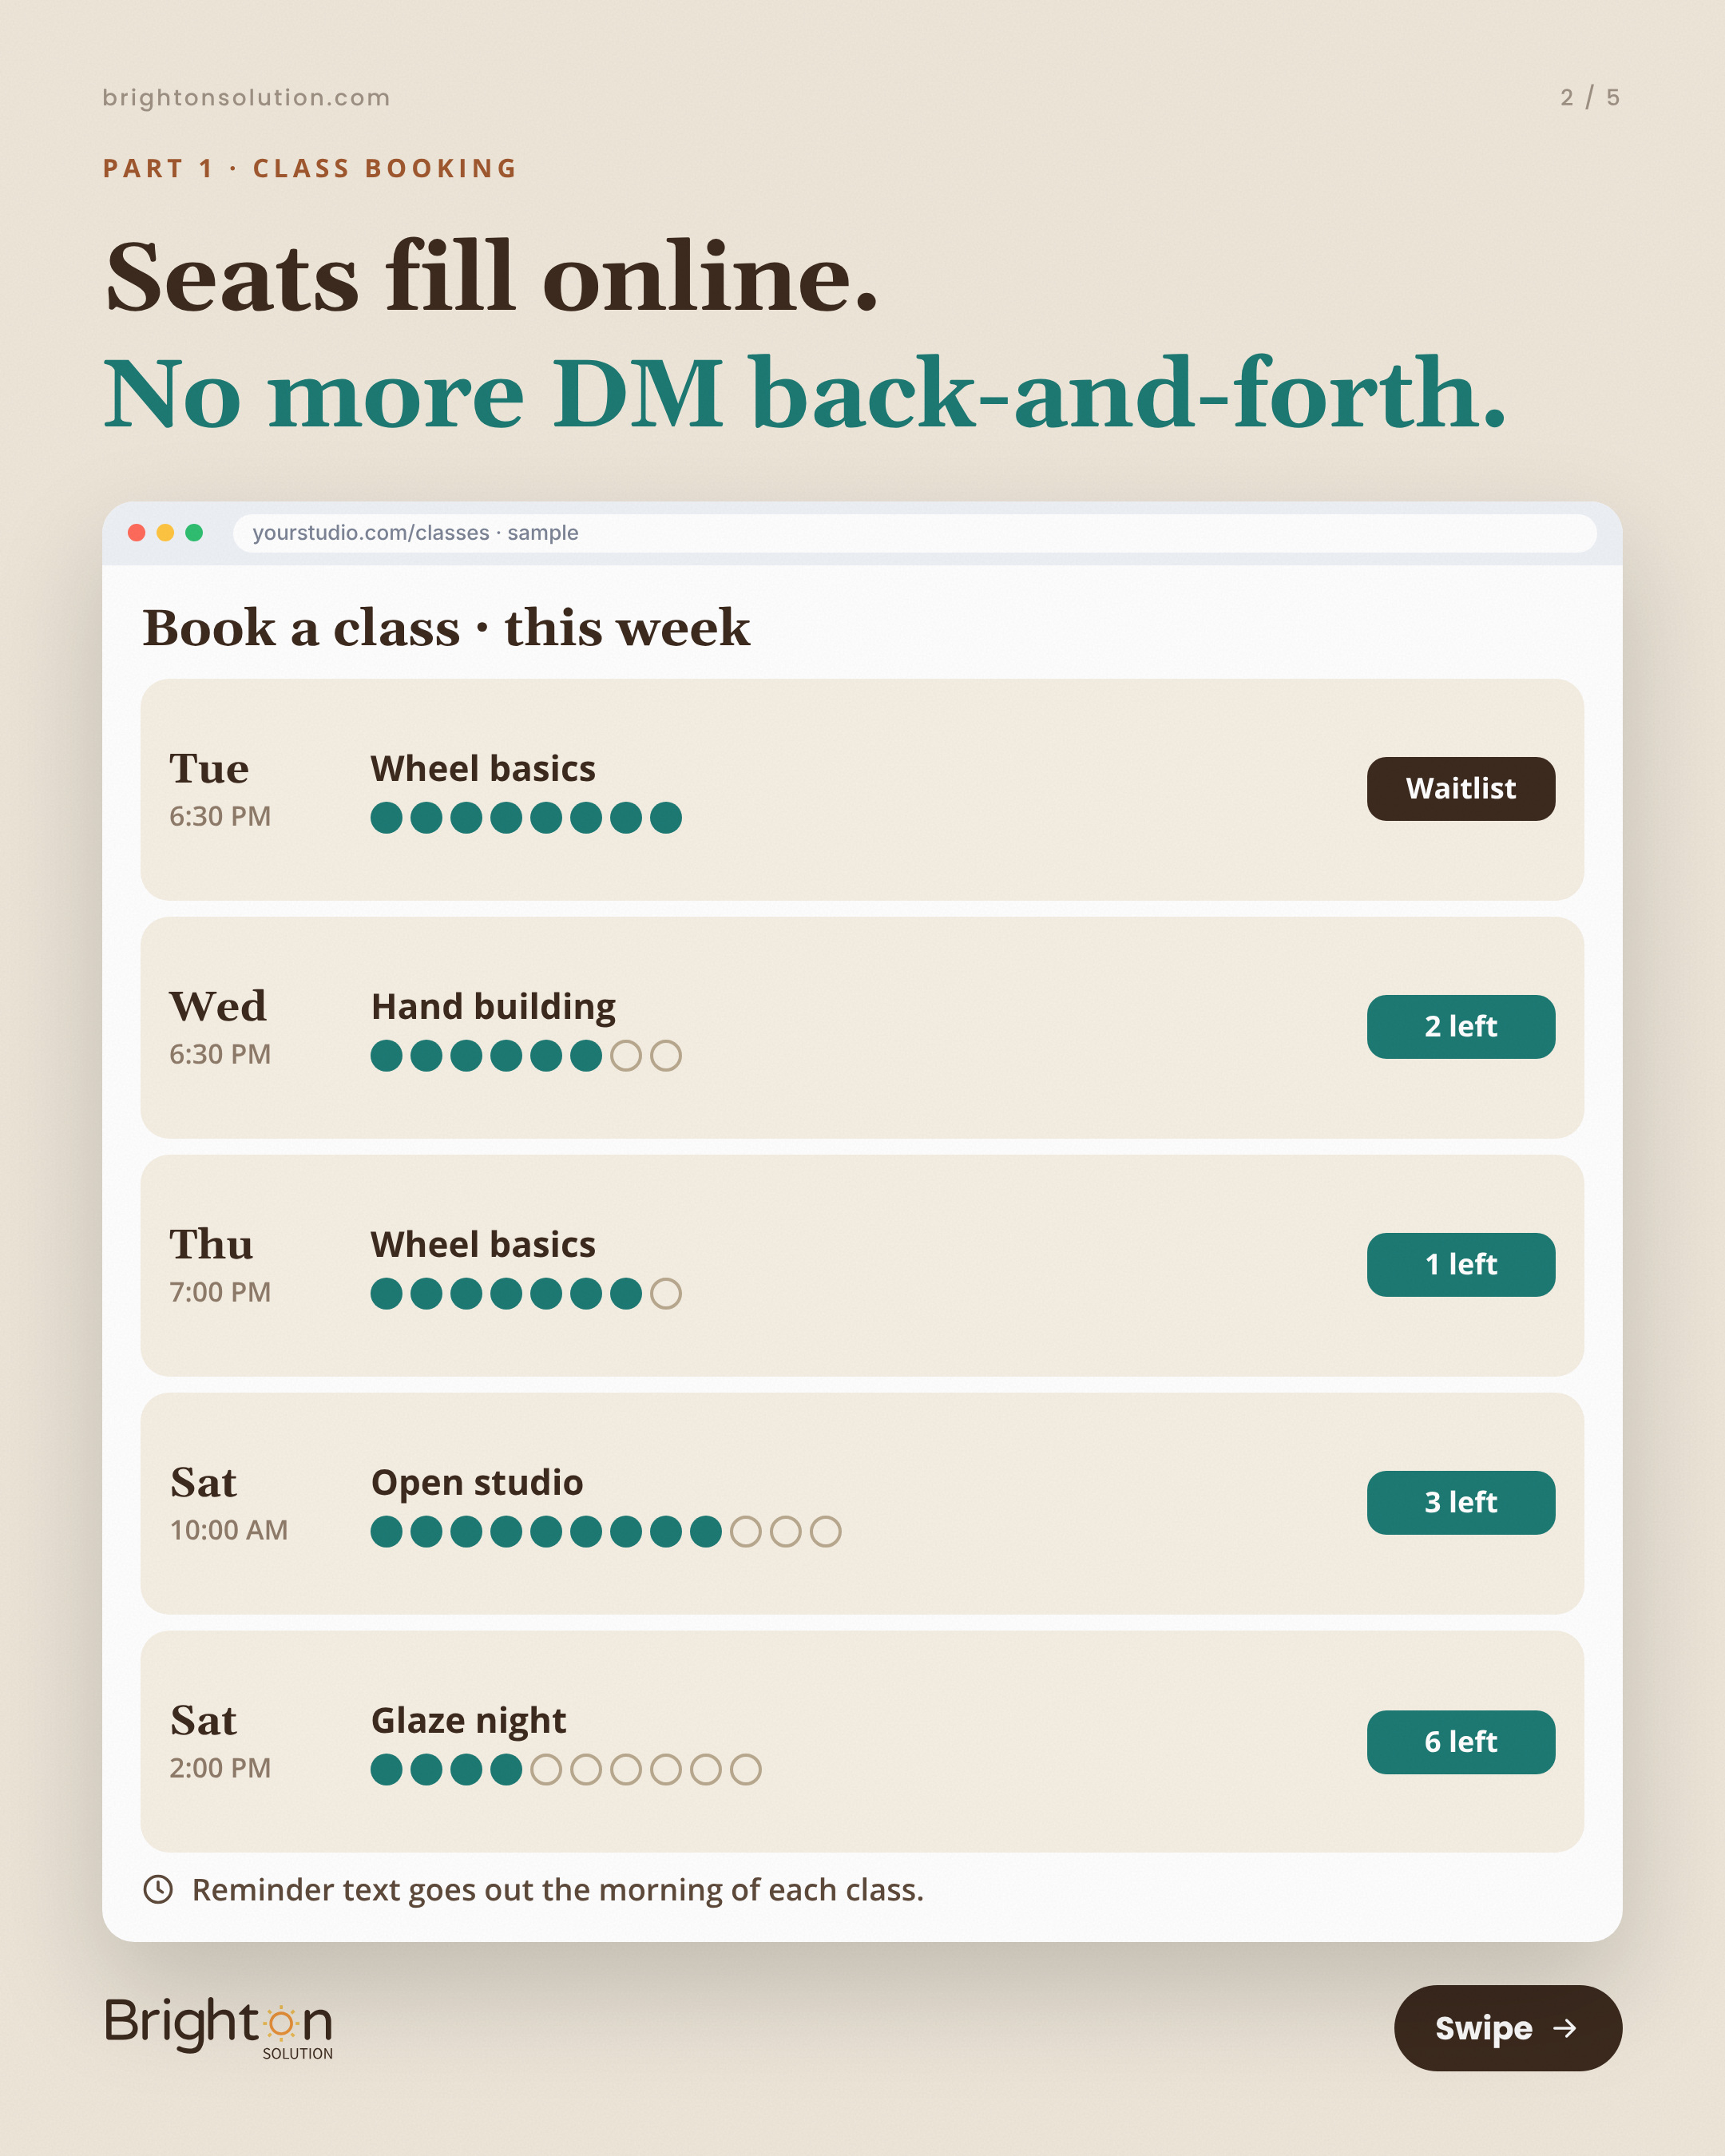 brightonsolution.com
2 / 5
PART 1 · CLASS BOOKING
Seats fill online.
No more DM back-and-forth.
yourstudio.com/classes · sample
Book a class · this week
Tue
6:30 PM
Wheel basics
Waitlist
Wed
6:30 PM
Hand building
2 left
Thu
7:00 PM
Wheel basics
1 left
Sat
10:00 AM
Open studio
3 left
Sat
2:00 PM
Glaze night
6 left
Reminder text goes out the morning of each class.
Brighton
SOLUTION
Swipe →